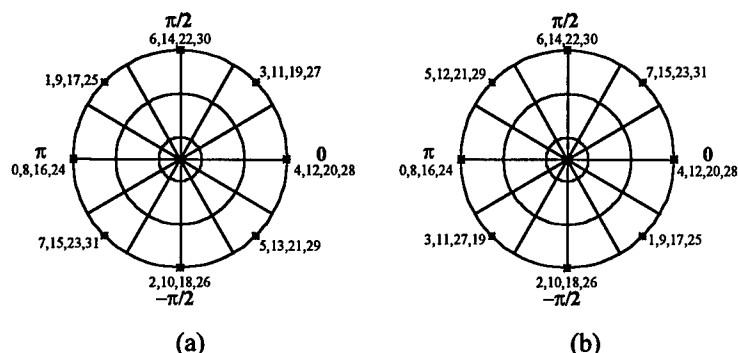 π/2
6,14,22,30
1,9,17,25
3,11,19,27
π
0
0,8,16,24
4,12,20,28
7,15,23,31
5,13,21,29
2,10,18,26
−π/2
(a)
π/2
6,14,22,30
5,12,21,29
7,15,23,31
π
0
0,8,16,24
4,12,20,28
3,11,27,19
1,9,17,25
2,10,18,26
−π/2
(b)